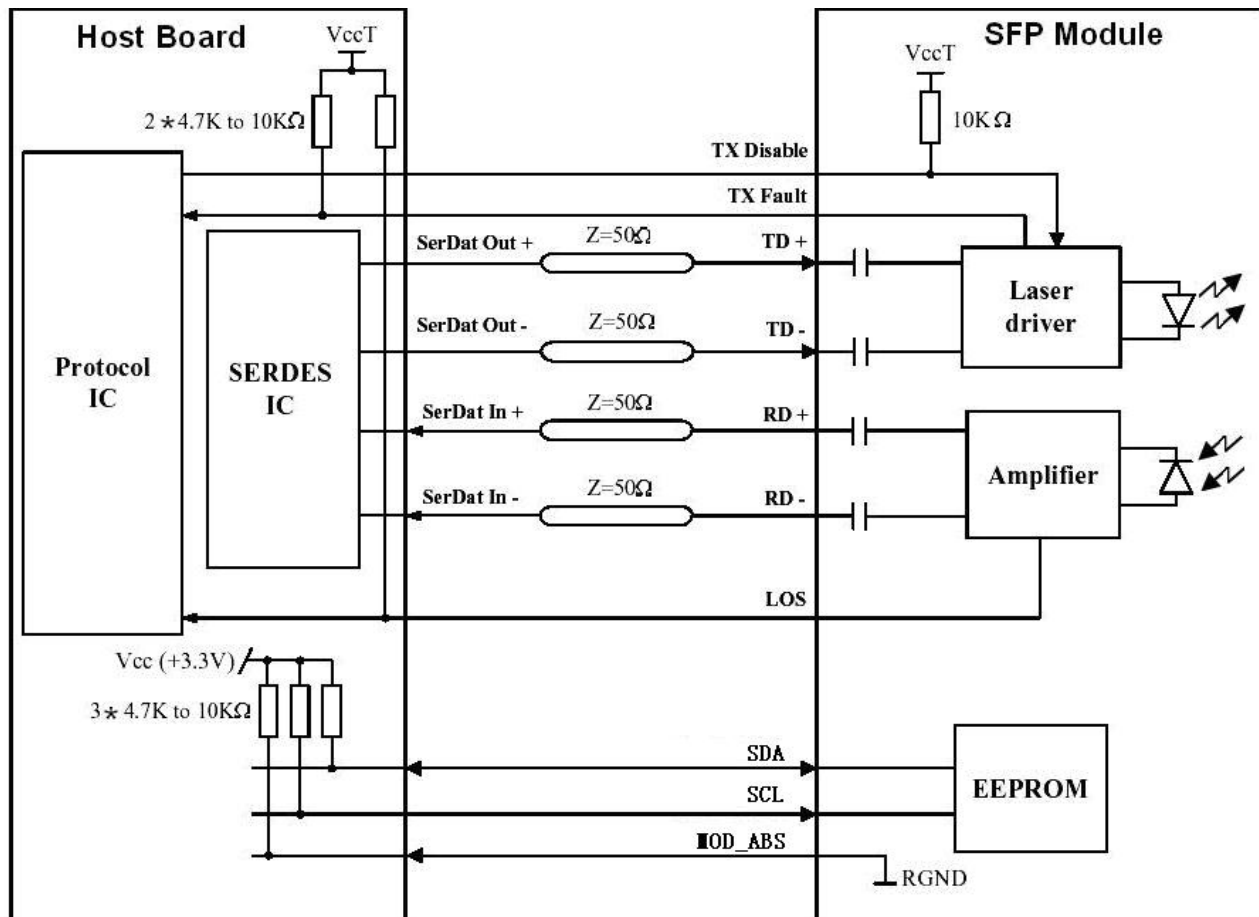 Host Board
SFP Module
VccT
VccT
2*4.7K to 10KΩ
10KΩ
TX Disable
TX Fault
SerDat Out +
Z=50Ω
TD +
Laser
driver
SerDat Out -
Z=50Ω
TD -
Protocol
IC
SERDES
IC
SerDat In +
Z=50Ω
RD +
Amplifier
SerDat In -
Z=50Ω
RD -
LOS
Vcc (+3.3V)
3*4.7K to 10KΩ
SDA
EEPROM
SCL
MOD_ABS
RGND